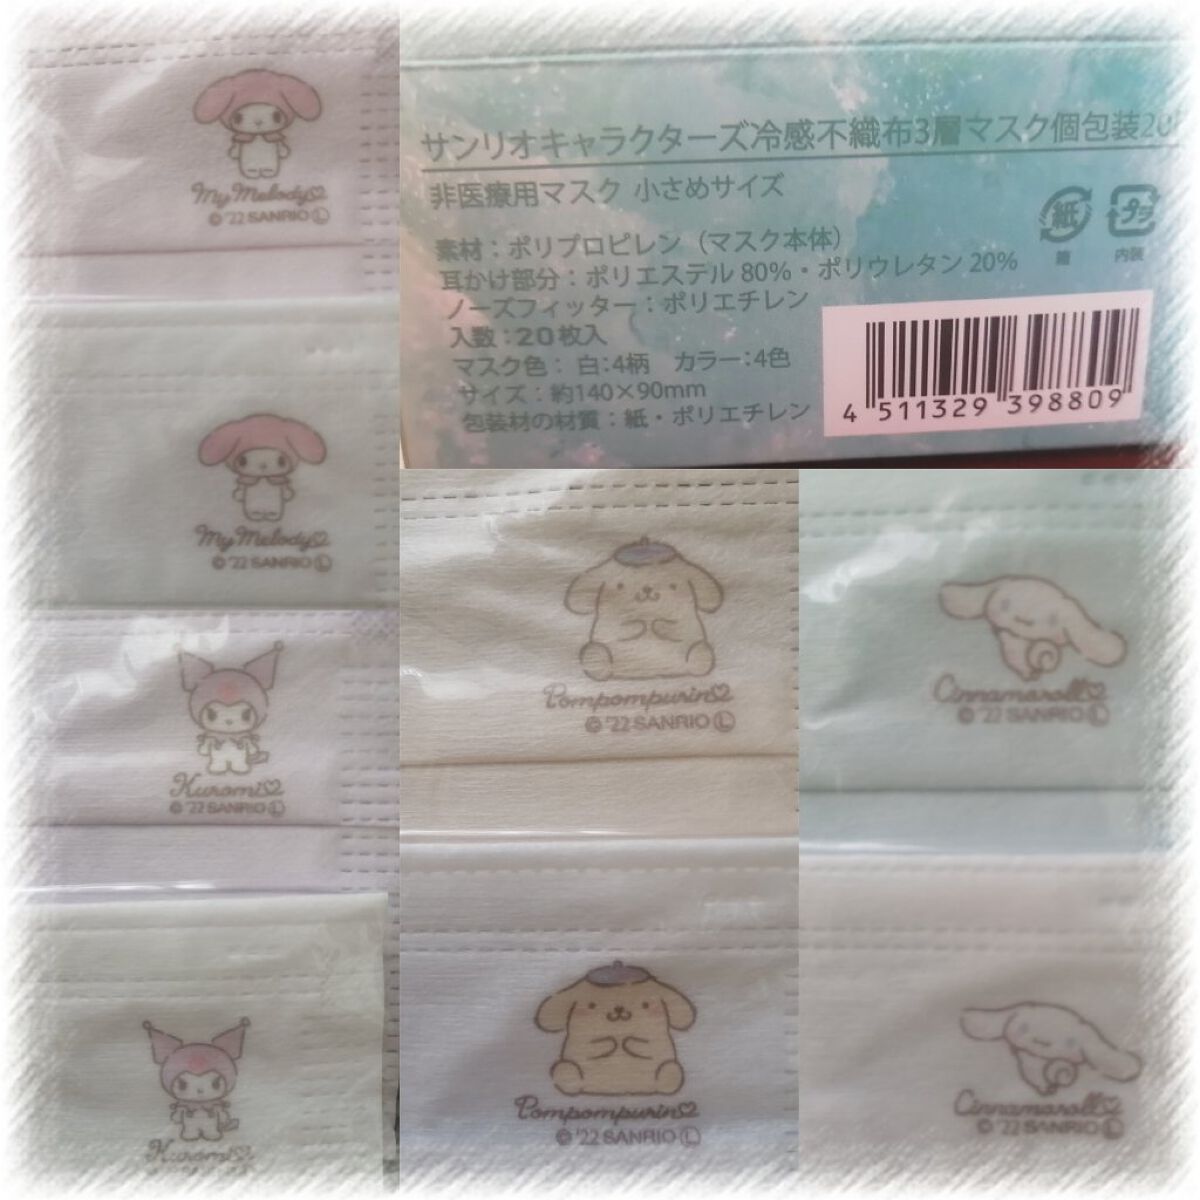 My Melody♡
© '22 SANRIO Ⓛ
My Melody♡
© '22 SANRIO Ⓛ
Kuromi♡
© '22 SANRIO Ⓛ
Kuromi♡
サンリオキャラクターズ冷感不織布3層マスク個包装20
非医療用マスク 小さめサイズ
素材：ポリプロピレン（マスク本体）
耳かけ部分：ポリエステル 80%・ポリウレタン 20%
ノーズフィッター：ポリエチレン
入数：20枚入
マスク色： 白:4柄 カラー:4色
サイズ：約140×90mm
包装材の材質：紙・ポリエチレン
紙
プラ
内装
4 511329 398809
Pompompurin♡
© '22 SANRIO Ⓛ
Pompompurin♡
© '22 SANRIO Ⓛ
Cinnamoroll♡
© '22 SANRIO Ⓛ
Cinnamoroll♡
© '22 SANRIO Ⓛ